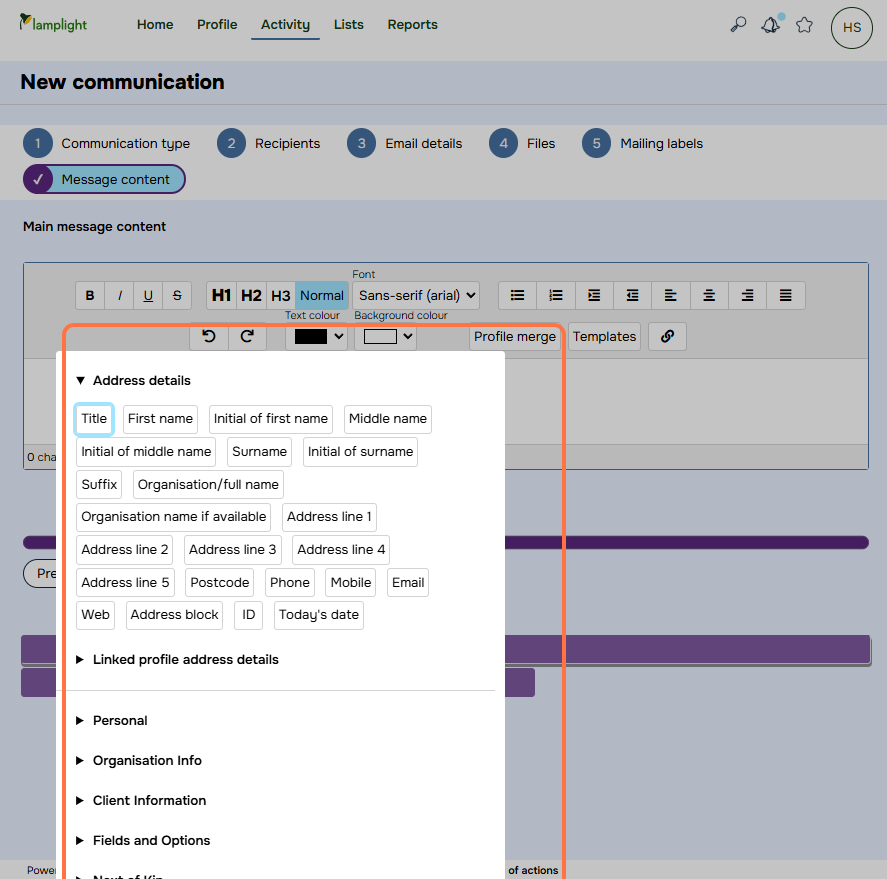 lamplight Home Profile Activity Lists Reports HS
New communication
1 Communication type 2 Recipients 3 Email details 4 Files 5 Mailing labels
✓ Message content
Main message content
Font
B I U S H1 H2 H3 Normal Sans-serif (arial)
Text colour Background colour
Profile merge Templates
Address details
Title First name Initial of first name Middle name
Initial of middle name Surname Initial of surname
0 cha
Suffix Organisation/full name
Organisation name if available Address line 1
Address line 2 Address line 3 Address line 4
Pre
Address line 5 Postcode Phone Mobile Email
Web Address block ID Today's date
Linked profile address details
Personal
Organisation Info
Client Information
Fields and Options
Power
of actions
Next of Kin